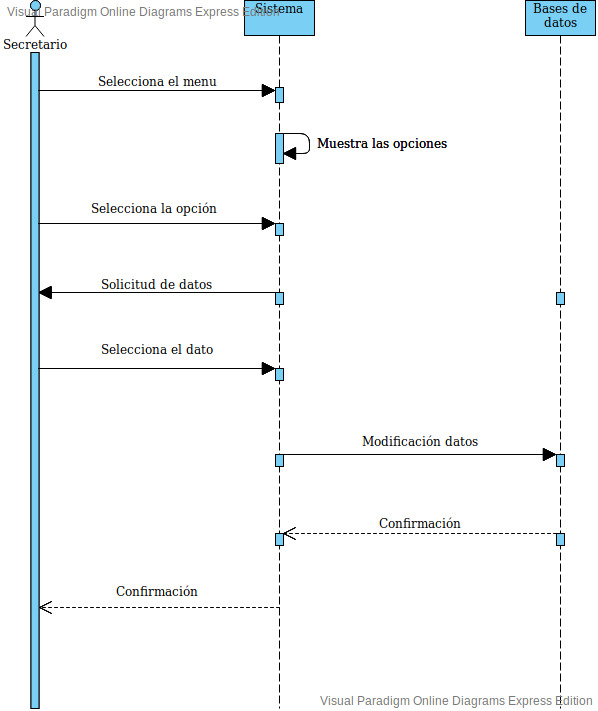 Visual Paradigm Online Diagrams Express Edition
Sistema
Bases de
datos
Secretario
Selecciona el menu
Muestra las opciones
Selecciona la opción
Solicitud de datos
Selecciona el dato
Modificación datos
Confirmación
Confirmación
Visual Paradigm Online Diagrams Express Edition